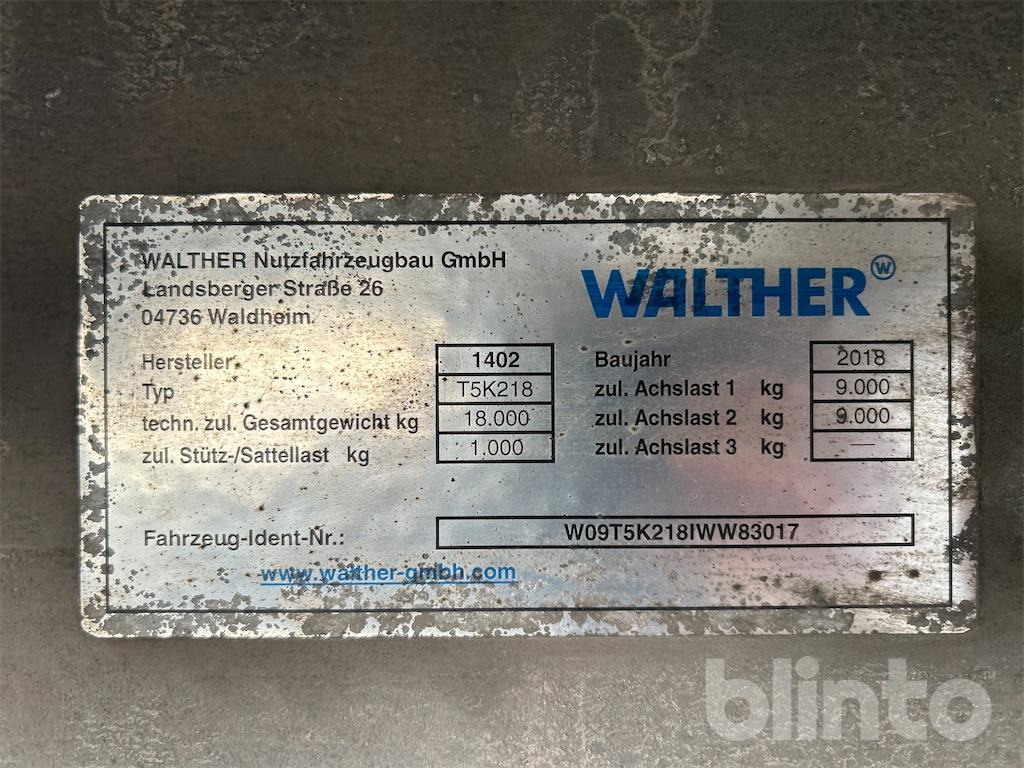 WALTHER Nutzfahrzeugbau GmbH
Landsberger Straße 26
04736 Waldheim
WALTHER W
Hersteller 1402
Typ T5K218
techn. zul. Gesamtgewicht kg 18.000
zul. Stütz-/Sattellast kg 1.000
Baujahr 2018
zul. Achslast 1 kg 9.000
zul. Achslast 2 kg 9.000
zul. Achslast 3 kg —
Fahrzeug-Ident-Nr.: W09T5K218IWW83017
www.walther-gmbh.com
blinto